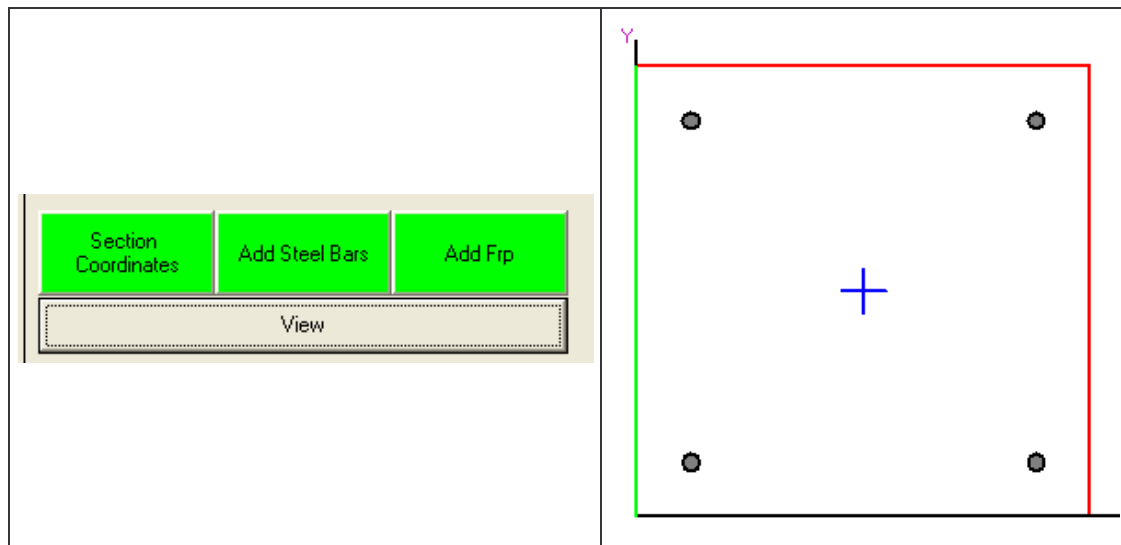 Section
Coordinates
Add Steel Bars
Add Frp
View
Y